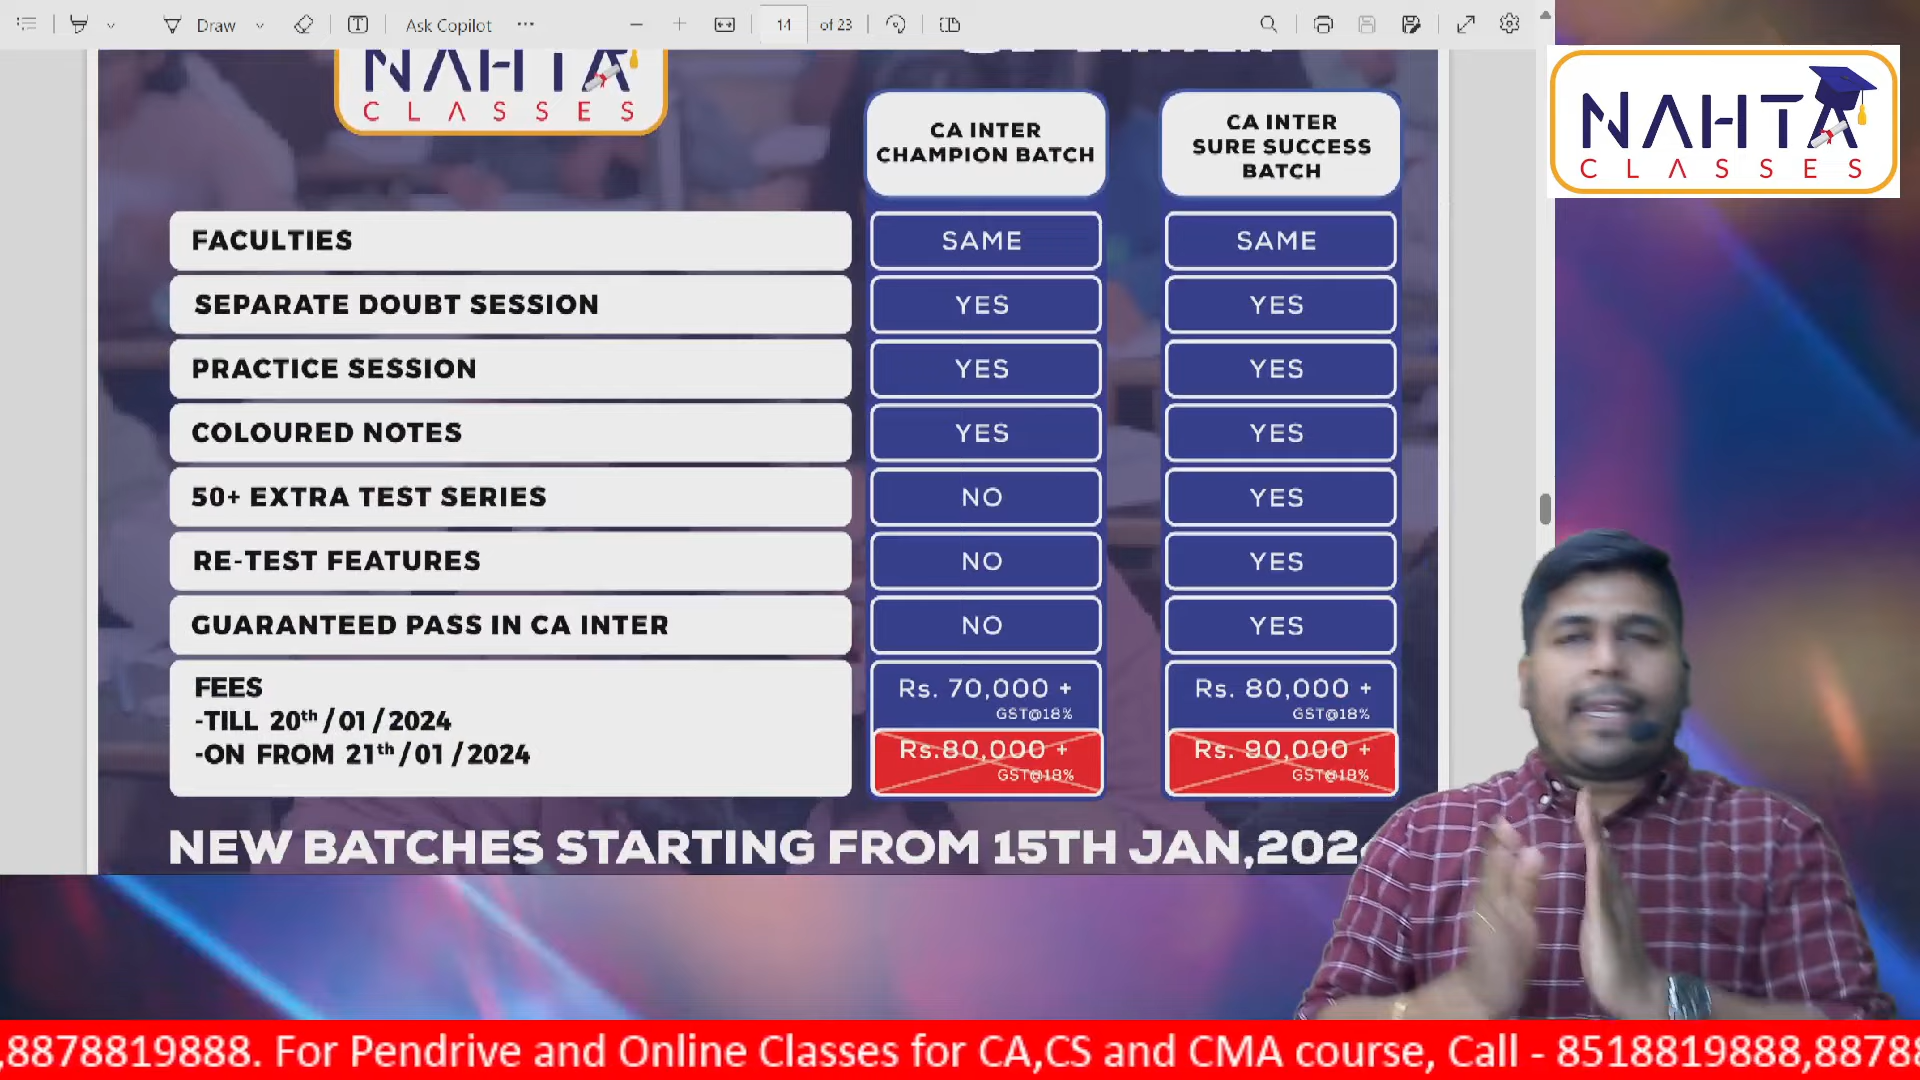 Draw
Ask Copilot
14 of 23
NAHTA
CLASSES
NAHTA
CLASSES
CA INTER
CHAMPION BATCH
CA INTER
SURE SUCCESS
BATCH
FACULTIES SAME SAME
SEPARATE DOUBT SESSION YES YES
PRACTICE SESSION YES YES
COLOURED NOTES YES YES
50+ EXTRA TEST SERIES NO YES
RE-TEST FEATURES NO YES
GUARANTEED PASS IN CA INTER NO YES
FEES
-TILL 20th/01/2024
-ON FROM 21th/01/2024
Rs. 70,000 +
GST@18%
Rs.80,000 +
GST@18%
Rs. 80,000 +
GST@18%
Rs. 90,000 +
GST@18%
NEW BATCHES STARTING FROM 15TH JAN,202
,8878819888. For Pendrive and Online Classes for CA,CS and CMA course, Call - 8518819888,8878